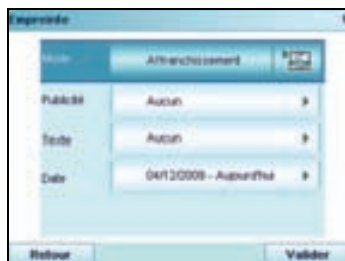 Empreinte
Mode Affranchissement
Publicité Aucun
Texte Aucun
Date 04/12/2009 - Aujourd'hui
Retour Valider